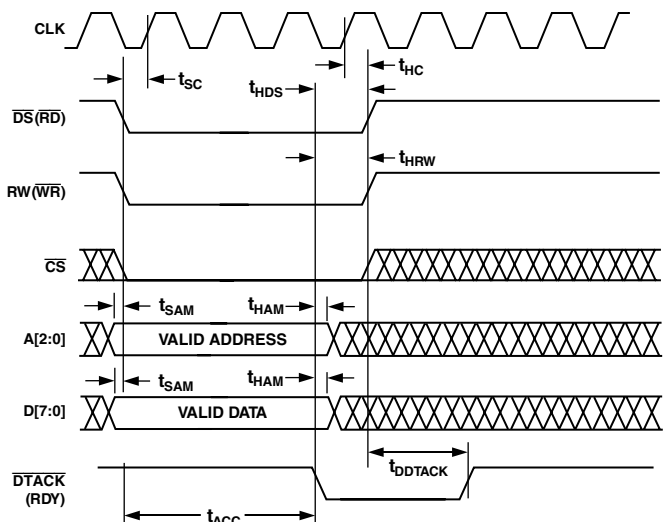 CLK
tSC
tHDS
tHC
DS(RD)
tHRW
RW(WR)
CS
tSAM
tHAM
A[2:0]
VALID ADDRESS
tSAM
tHAM
D[7:0]
VALID DATA
tDDTACK
DTACK
(RDY)
tACC